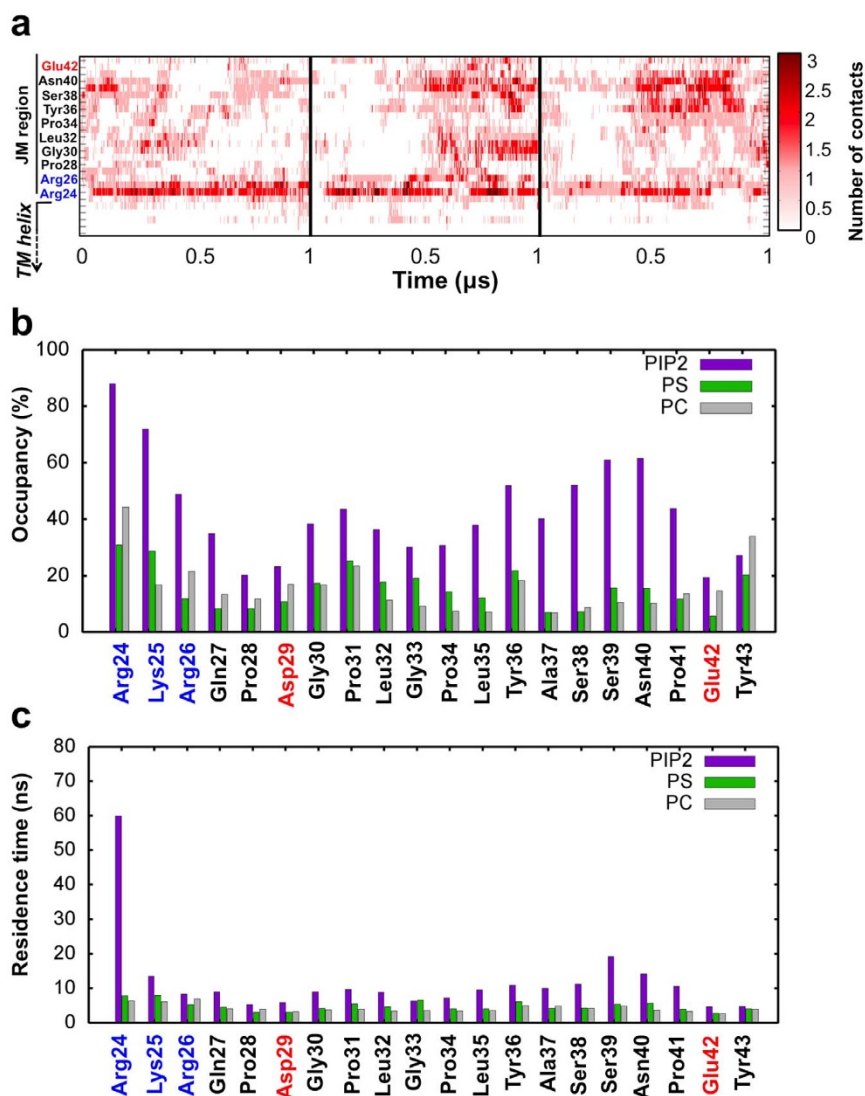 a
JM region
TM helix
Glu42
Asn40
Ser38
Tyr36
Pro34
Leu32
Gly30
Pro28
Arg26
Arg24
0 0.5 1 0.5 1 0.5 1
Time (µs)
3
2.5
2
1.5
1
0.5
0
Number of contacts
b
Occupancy (%)
100
80
60
40
20
0
PIP2
PS
PC
Arg24 Lys25 Arg26 Gln27 Pro28 Asp29 Gly30 Pro31 Leu32 Gly33 Pro34 Leu35 Tyr36 Ala37 Ser38 Ser39 Asn40 Pro41 Glu42 Tyr43
c
Residence time (ns)
80
70
60
50
40
30
20
10
0
PIP2
PS
PC
Arg24 Lys25 Arg26 Gln27 Pro28 Asp29 Gly30 Pro31 Leu32 Gly33 Pro34 Leu35 Tyr36 Ala37 Ser38 Ser39 Asn40 Pro41 Glu42 Tyr43